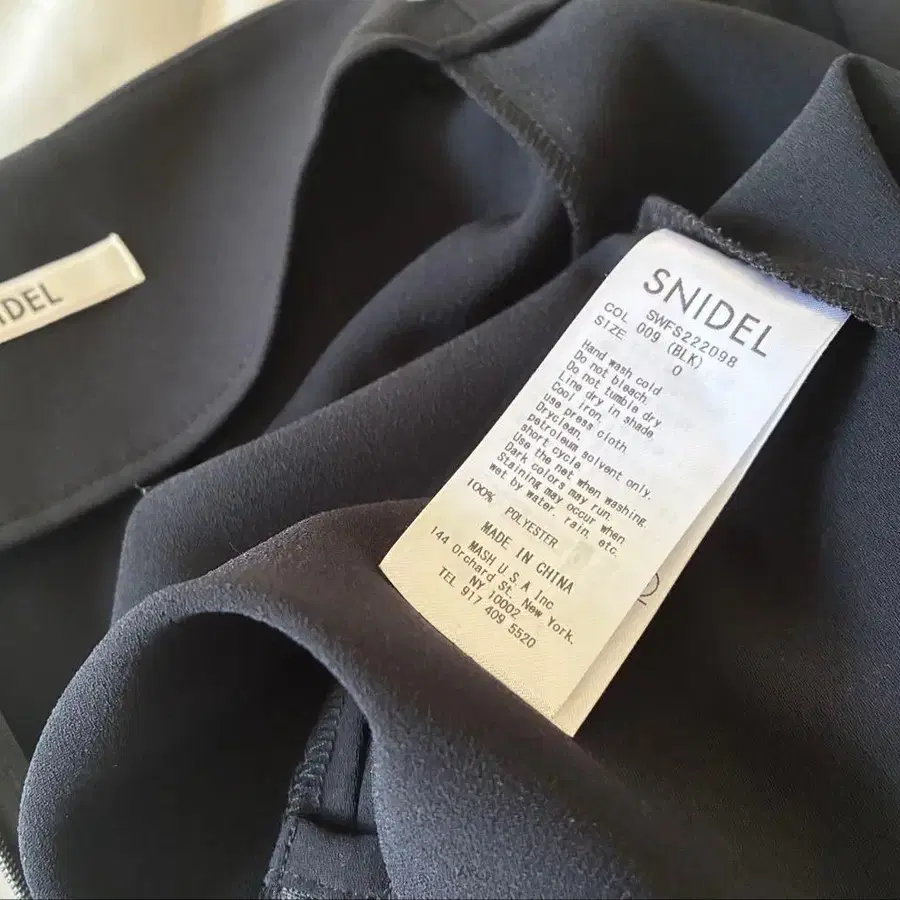 IDEL
SNIDEL
SWFS222098
COL 009 (BLK)
SIZE 0
Hand wash cold
Do not bleach.
Do not tumble dry
Line dry in shade.
Cool iron.
use press cloth
Dryclean,
petroleum solvent only.
short cycle
Use the net when washing.
Dark colors may run.
Staining may occur when
wet by water. rain. etc.
100% POLYESTER
MADE IN CHINA
MASH U S A Inc
144 Orchard St. New York.
NY 10002
TEL 917 409 5520